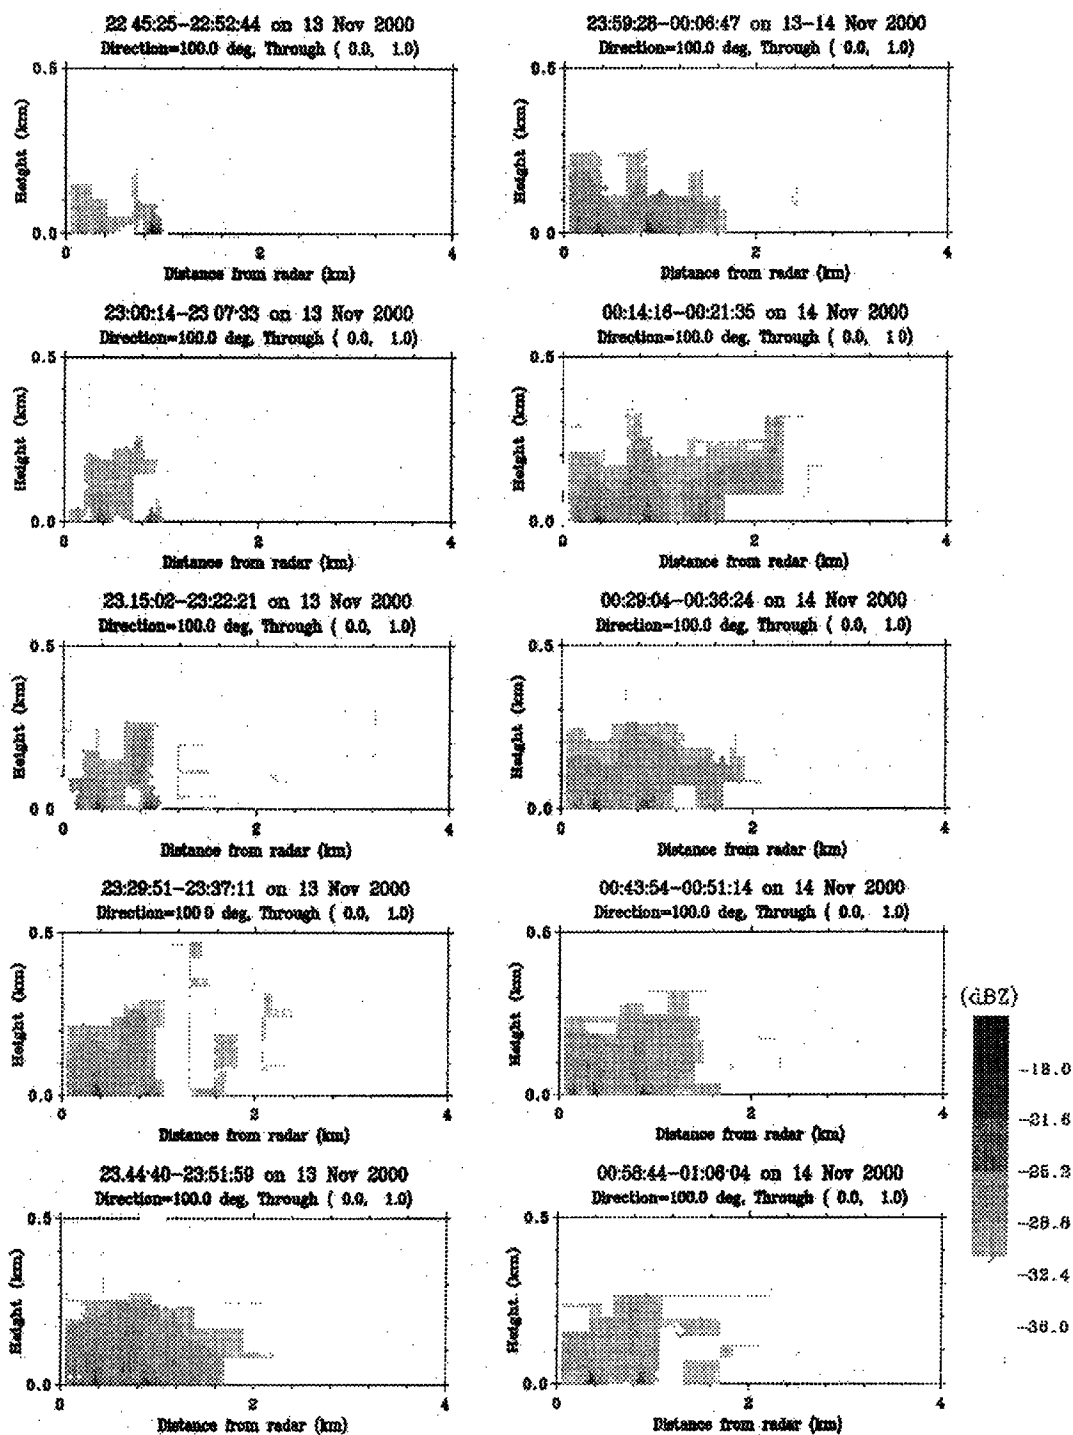 22 45:25-22:52:44 on 13 Nov 2000
Direction=100.0 deg, Through ( 0.0, 1.0)
0.5
Height (km)
0.0
0 2 4
Distance from radar (km)
23:00:14-23 07:33 on 13 Nov 2000
Direction=100.0 deg, Through ( 0.0, 1.0)
0.5
Height (km)
0.0
0 2 4
Distance from radar (km)
23.15:02-23:22:21 on 13 Nov 2000
Direction=100.0 deg, Through ( 0.0, 1.0)
0.5
Height (km)
0 0
0 2 4
Distance from radar (km)
23:29:51-23:37:11 on 13 Nov 2000
Direction=100 0 deg, Through ( 0.0, 1.0)
0.5
Height (km)
0.0
0 2 4
Distance from radar (km)
23.44:40-23:51:59 on 13 Nov 2000
Direction=100.0 deg, Through ( 0.0, 1.0)
0.5
Height (km)
0.0
0 2 4
Distance from radar (km)
23:59:28-00:06:47 on 13-14 Nov 2000
Direction=100.0 deg, Through ( 0.0, 1.0)
0.5
Height (km)
0 0
0 2 4
Distance from radar (km)
00:14:16-00:21:35 on 14 Nov 2000
Direction=100.0 deg, Through ( 0.0, 1 0)
0.5
Height (km)
0.0
0 2 4
Distance from radar (km)
00:29:04-00:36:24 on 14 Nov 2000
Direction=100.0 deg, Through ( 0.0, 1.0)
0.5
Height (km)
0.0
0 2 4
Distance from radar (km)
00:43:54-00:51:14 on 14 Nov 2000
Direction=100.0 deg, Through ( 0.0, 1.0)
0.5
Height (km)
0.0
0 2 4
Distance from radar (km)
00:58:44-01:06:04 on 14 Nov 2000
Direction=100.0 deg, Through ( 0.0, 1.0)
0.5
Height (km)
0.0
0 2 4
Distance from radar (km)
(dBZ)
-18.0
-21.6
-25.2
-28.8
-32.4
-36.0